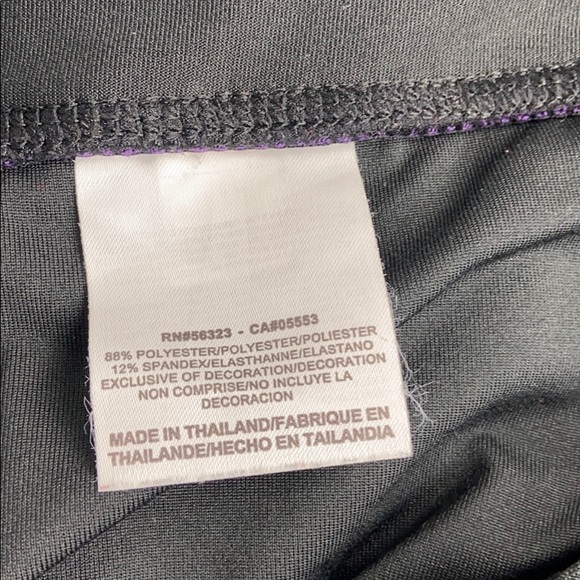 RN#56323 - CA#05553
88% POLYESTER/POLYESTER/POLIESTER
12% SPANDEX/ELASTHANNE/ELASTANO
EXCLUSIVE OF DECORATION/DECORATION
NON COMPRISE/NO INCLUYE LA
DECORACION
MADE IN THAILAND/FABRIQUE EN
THAILANDE/HECHO EN TAILANDIA